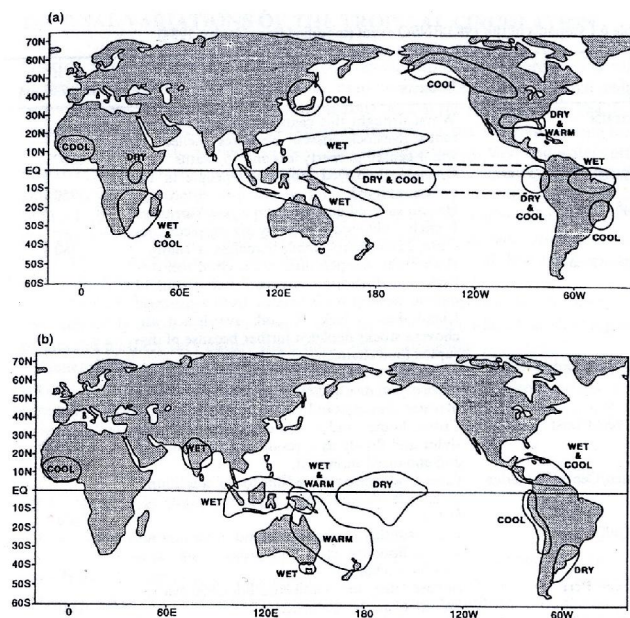 (a)
70N
60N
50N
40N
30N
20N
10N
EQ
10S
20S
30S
40S
50S
60S
COOL
DRY
WET
&
COOL
COOL
WET
WET
DRY & COOL
COOL
DRY
&
WARM
DRY
&
COOL
WET
COOL
0
60E
120E
180
120W
60W
(b)
70N
60N
50N
40N
30N
20N
10N
EQ
10S
20S
30S
40S
50S
60S
COOL
WET
WET
WET
&
WARM
WARM
WET
DRY
WET
&
COOL
COOL
DRY
0
60E
120E
180
120W
60W